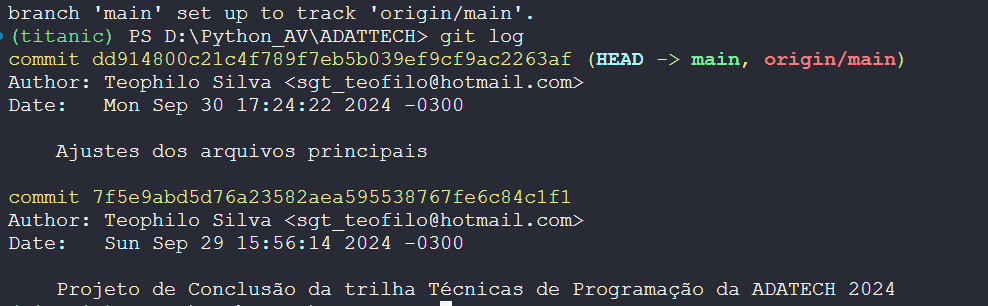 branch 'main' set up to track 'origin/main'.
(titanic) PS D:\Python_AV\ADATTECH> git log
commit dd914800c21c4f789f7eb5b039ef9cf9ac2263af (HEAD -> main, origin/main)
Author: Teophilo Silva <sgt_teofilo@hotmail.com>
Date:   Mon Sep 30 17:24:22 2024 -0300
Ajustes dos arquivos principais
commit 7f5e9abd5d76a23582aea595538767fe6c84c1f1
Author: Teophilo Silva <sgt_teofilo@hotmail.com>
Date:   Sun Sep 29 15:56:14 2024 -0300
Projeto de Conclusão da trilha Técnicas de Programação da ADATECH 2024